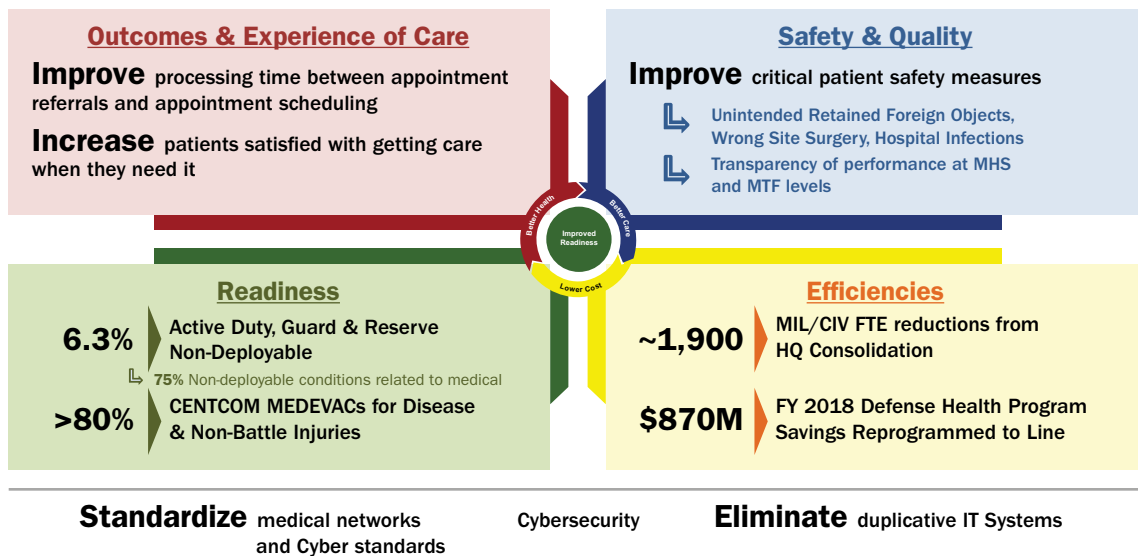 Outcomes & Experience of Care
Improve processing time between appointment
referrals and appointment scheduling
Increase patients satisfied with getting care
when they need it
Safety & Quality
Improve critical patient safety measures
Unintended Retained Foreign Objects,
Wrong Site Surgery, Hospital Infections
Transparency of performance at MHS
and MTF levels
Better Health
Better Care
Improved
Readiness
Lower Cost
Readiness
6.3% Active Duty, Guard & Reserve
Non-Deployable
75% Non-deployable conditions related to medical
>80% CENTCOM MEDEVACs for Disease
& Non-Battle Injuries
Efficiencies
~1,900 MIL/CIV FTE reductions from
HQ Consolidation
$870M FY 2018 Defense Health Program
Savings Reprogrammed to Line
Standardize medical networks
and Cyber standards
Cybersecurity
Eliminate duplicative IT Systems